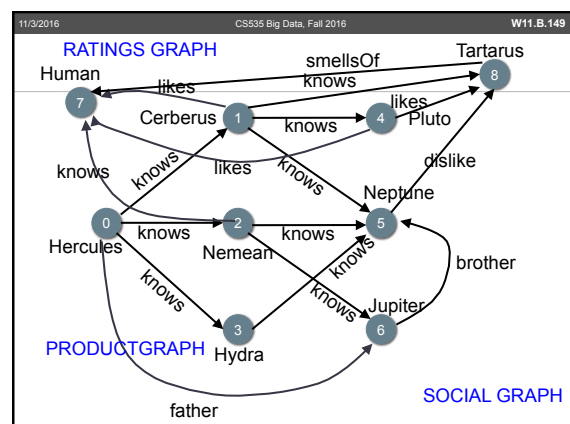 11/3/2016 CS535 Big Data, Fall 2016 W11.B.149
RATINGS GRAPH
smellsOf
Tartarus
Human
likes
knows
8
7
Cerberus
1
knows
likes
4
Pluto
knows
likes
knows
dislike
knows
Neptune
0
knows
2
knows
5
Hercules
Nemean
knows
brother
knows
knows
Jupiter
3
6
PRODUCTGRAPH
Hydra
SOCIAL GRAPH
father